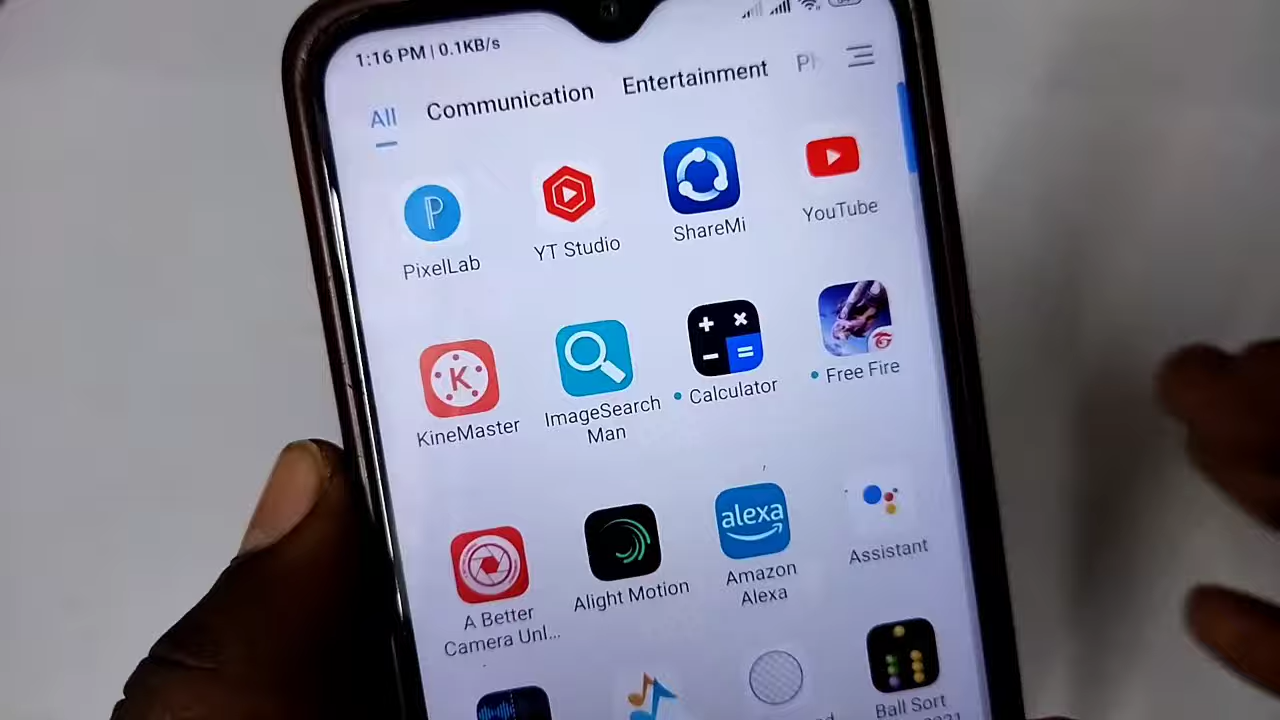 1:16 PM | 0.1KB/s
All Communication Entertainment
PixelLab YT Studio ShareMi YouTube
K
KineMaster ImageSearch Man Calculator Free Fire
alexa
A Better Camera Unl... Alight Motion Amazon Alexa Assistant
Ball Sort